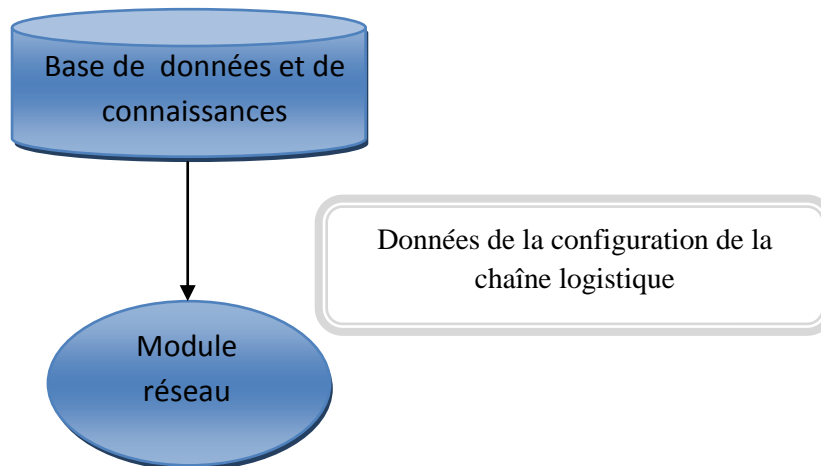 Base de données et de
connaissances
Données de la configuration de la
chaîne logistique
Module
réseau